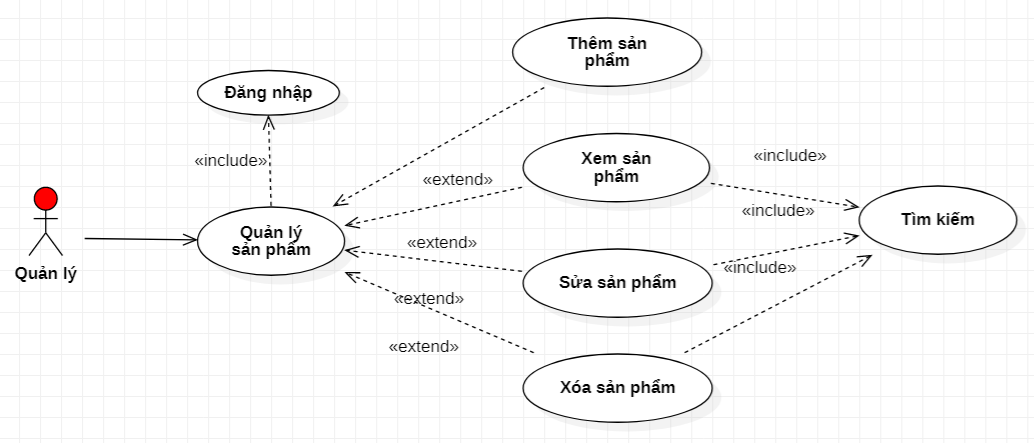 Thêm sản
phẩm
Đăng nhập
«include»
Xem sản
phẩm
«include»
«extend»
«include»
Tìm kiếm
Quản lý
sản phẩm
«extend»
Quản lý
«include»
Sửa sản phẩm
«extend»
«extend»
Xóa sản phẩm